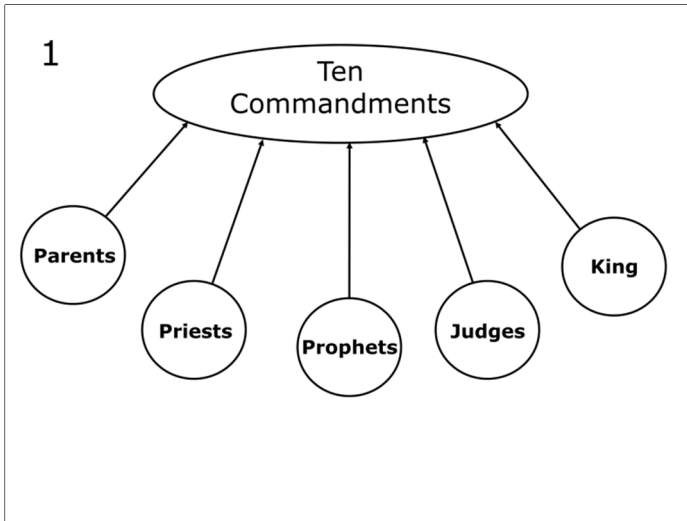 1
Ten
Commandments
Parents
Priests
Prophets
Judges
King